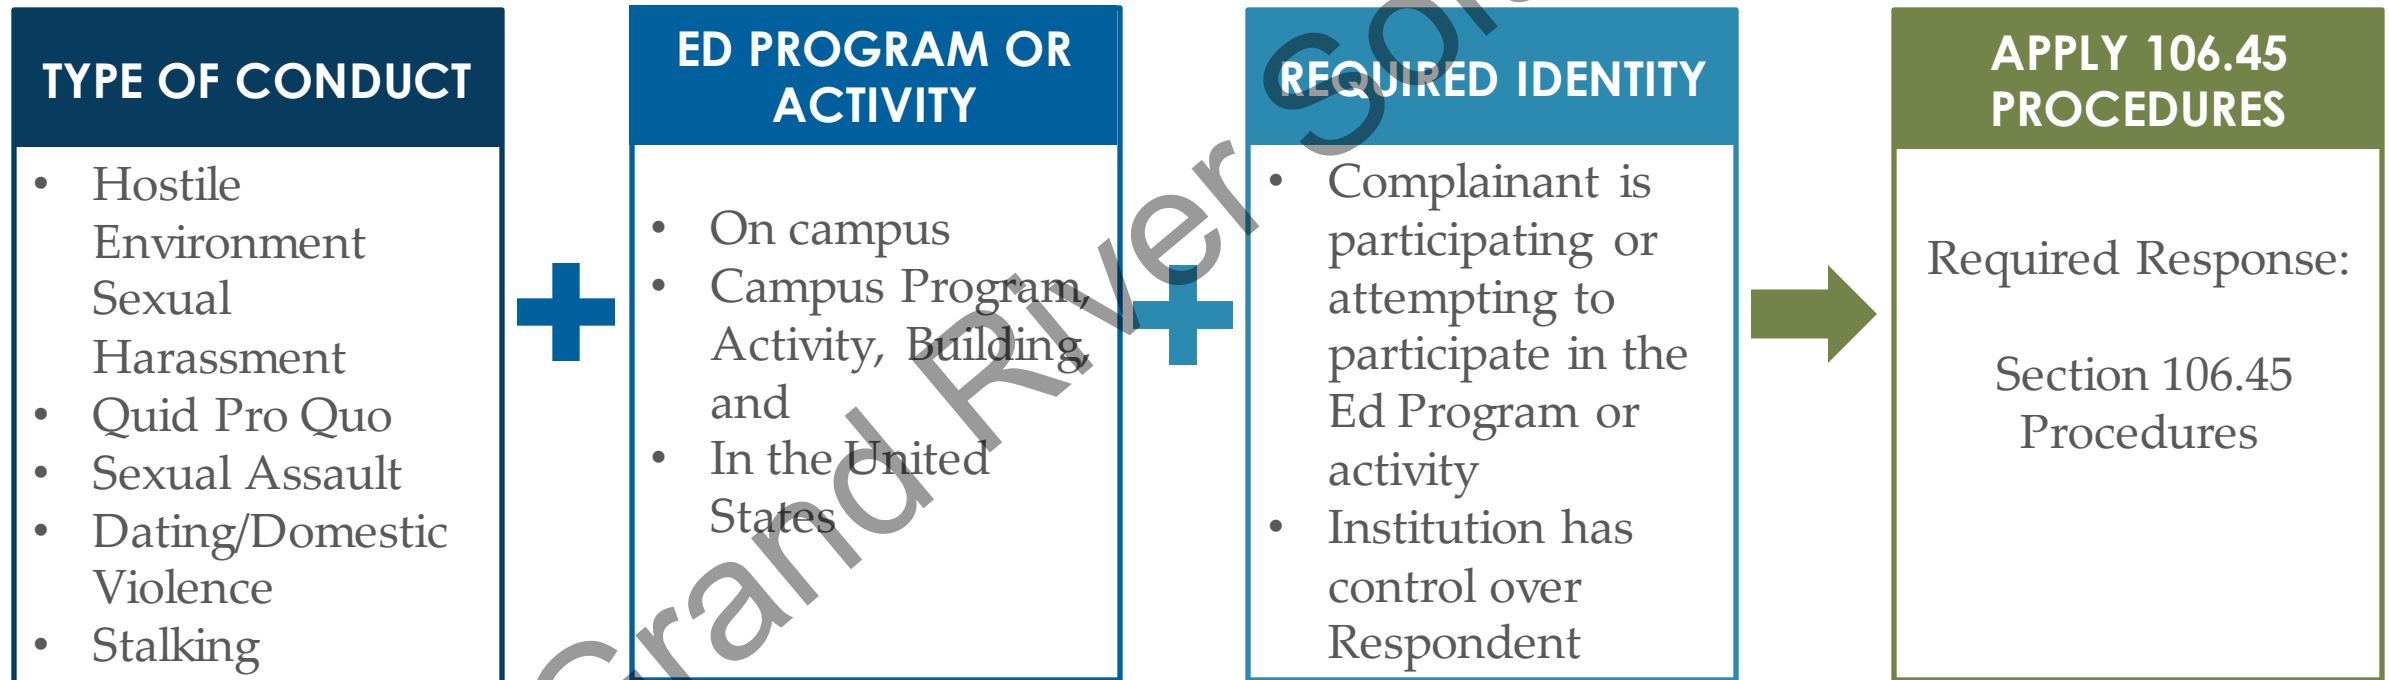 TYPE OF CONDUCT
• Hostile
Environment
Sexual
Harassment
• Quid Pro Quo
• Sexual Assault
• Dating/Domestic
Violence
• Stalking
ED PROGRAM OR
ACTIVITY
• On campus
• Campus Program,
Activity, Building,
and
• In the United
States
REQUIRED IDENTITY
• Complainant is
participating or
attempting to
participate in the
Ed Program or
activity
• Institution has
control over
Respondent
APPLY 106.45
PROCEDURES
Required Response:
Section 106.45
Procedures
Grand River